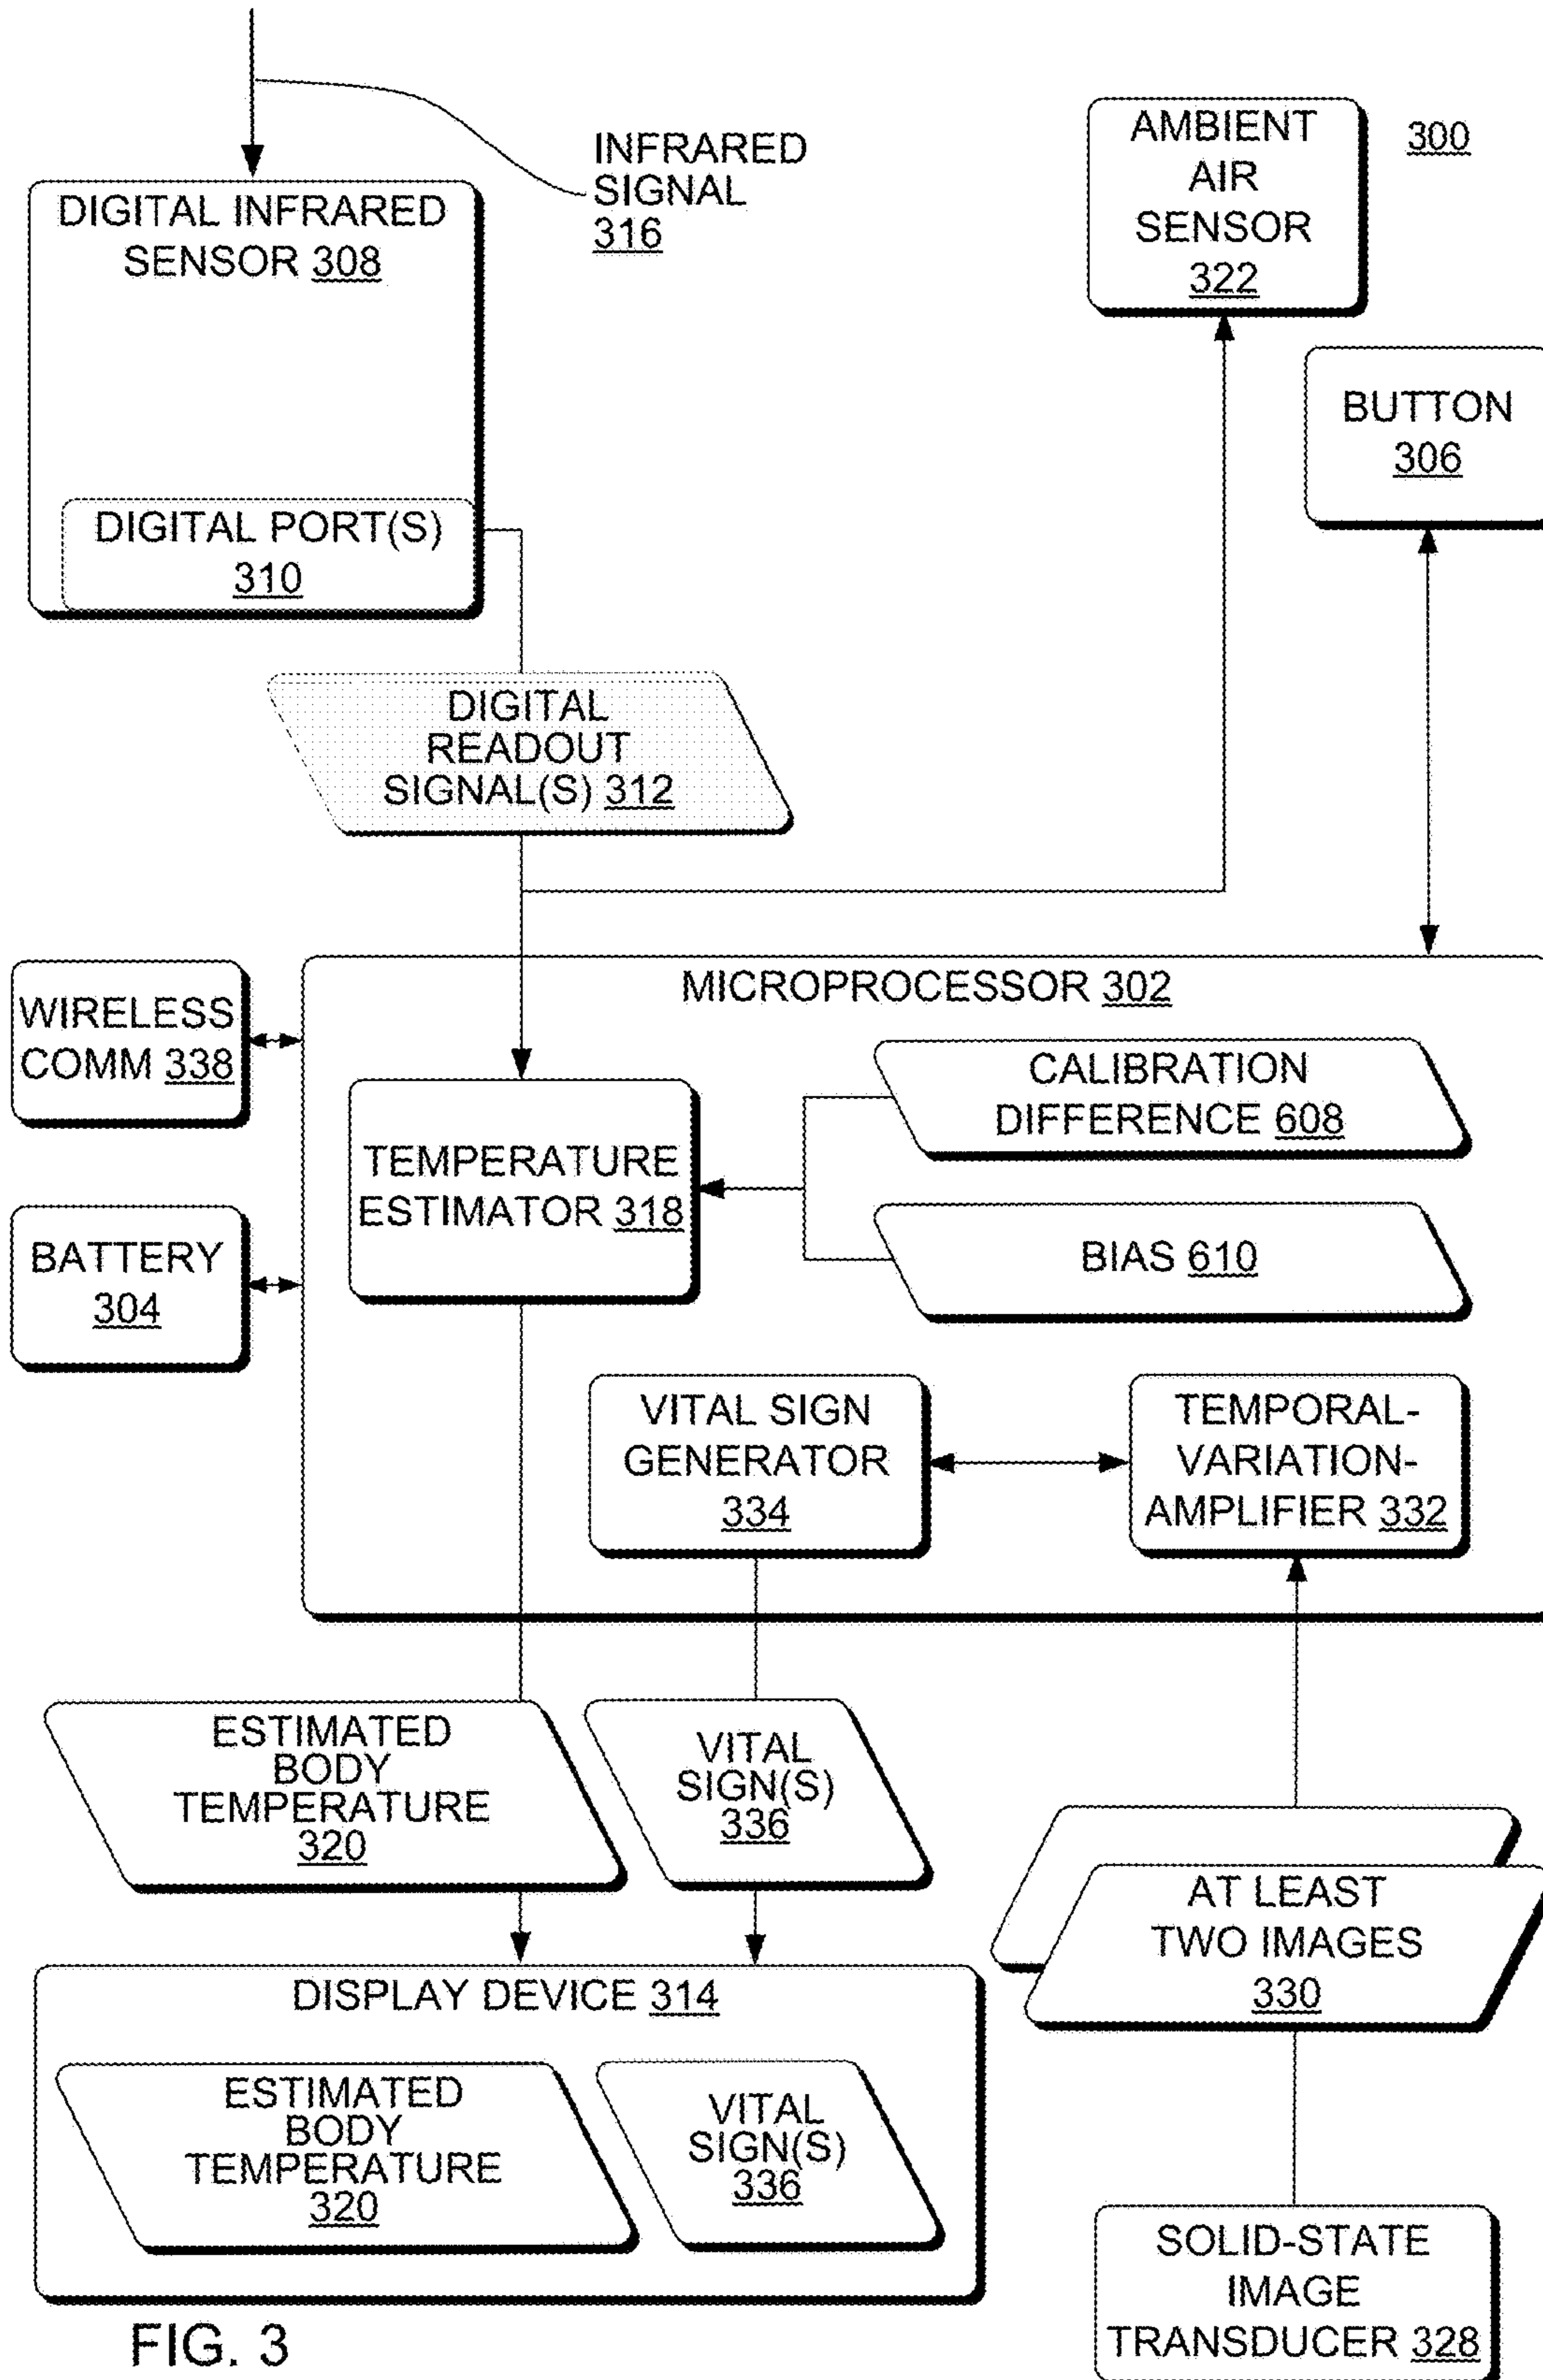 INFRARED
SIGNAL
316
DIGITAL INFRARED
SENSOR 308
AMBIENT
AIR
SENSOR
322
300
BUTTON
306
DIGITAL PORT(S)
310
DIGITAL
READOUT
SIGNAL(S) 312
MICROPROCESSOR 302
WIRELESS
COMM 338
CALIBRATION
DIFFERENCE 608
TEMPERATURE
ESTIMATOR 318
BIAS 610
BATTERY
304
VITAL SIGN
GENERATOR
334
TEMPORAL-
VARIATION-
AMPLIFIER 332
ESTIMATED
BODY
TEMPERATURE
320
VITAL
SIGN(S)
336
AT LEAST
TWO IMAGES
330
DISPLAY DEVICE 314
ESTIMATED
BODY
TEMPERATURE
320
VITAL
SIGN(S)
336
SOLID-STATE
IMAGE
TRANSDUCER 328
FIG. 3